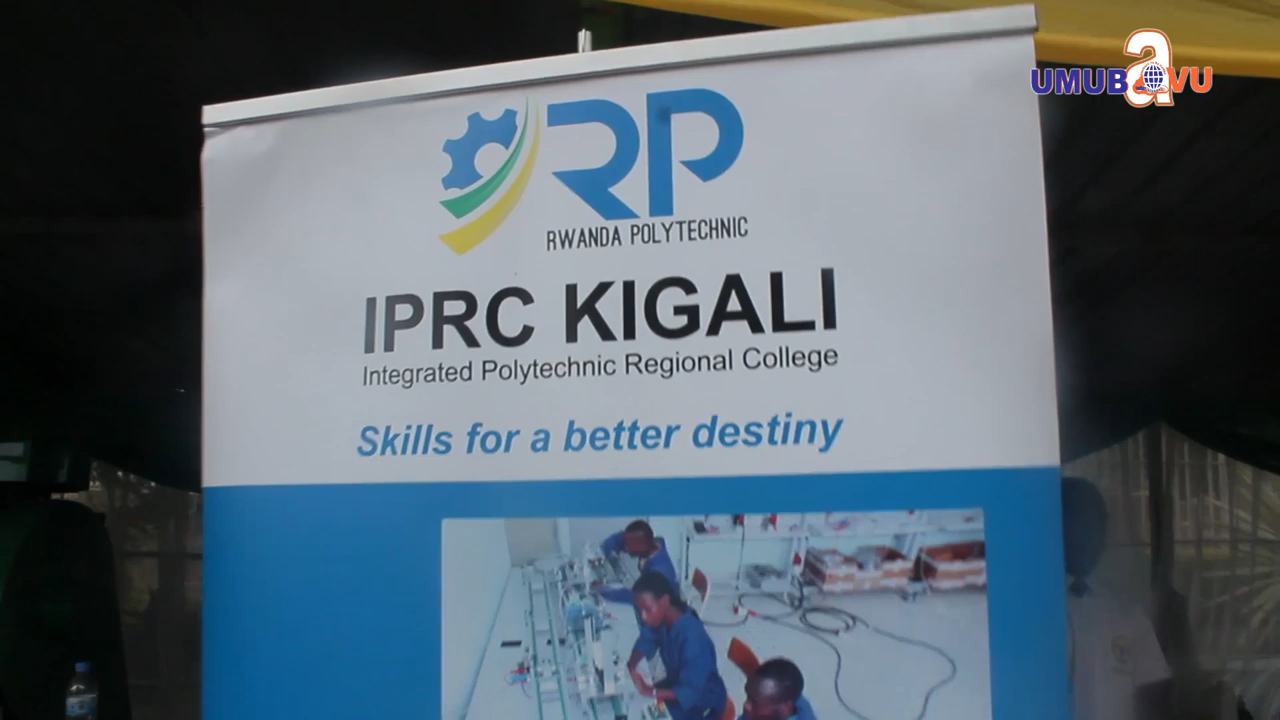 UMUBaVU
RP
RWANDA POLYTECHNIC
IPRC KIGALI
Integrated Polytechnic Regional College
Skills for a better destiny